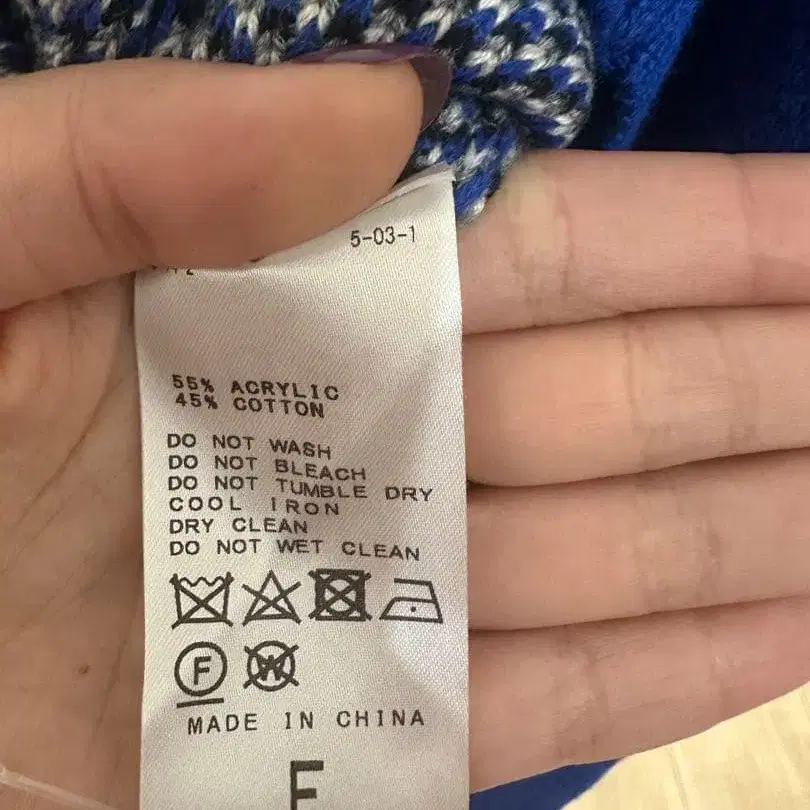 5-03-1
55% ACRYLIC
45% COTTON
DO NOT WASH
DO NOT BLEACH
DO NOT TUMBLE DRY
COOL IRON
DRY CLEAN
DO NOT WET CLEAN
F W
MADE IN CHINA
F